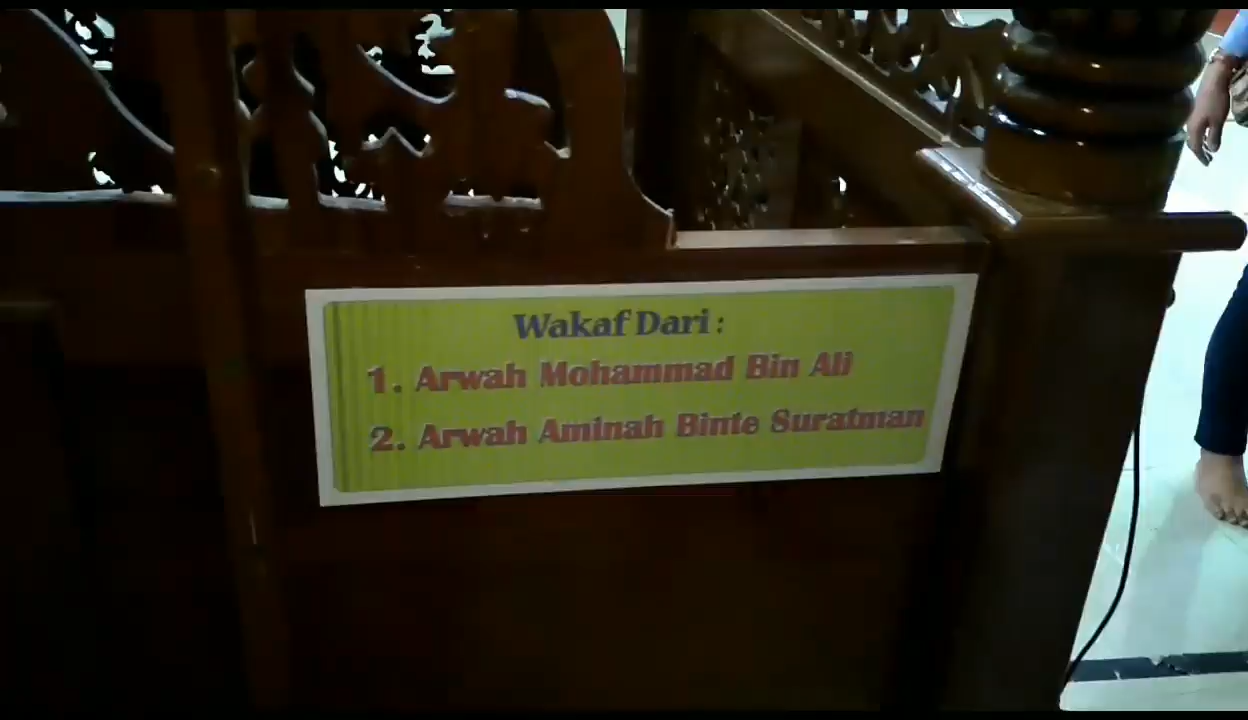 Wakaf Dari :
1. Arwah Mohammad Bin Ali
2. Arwah Aminah Binte Suratman